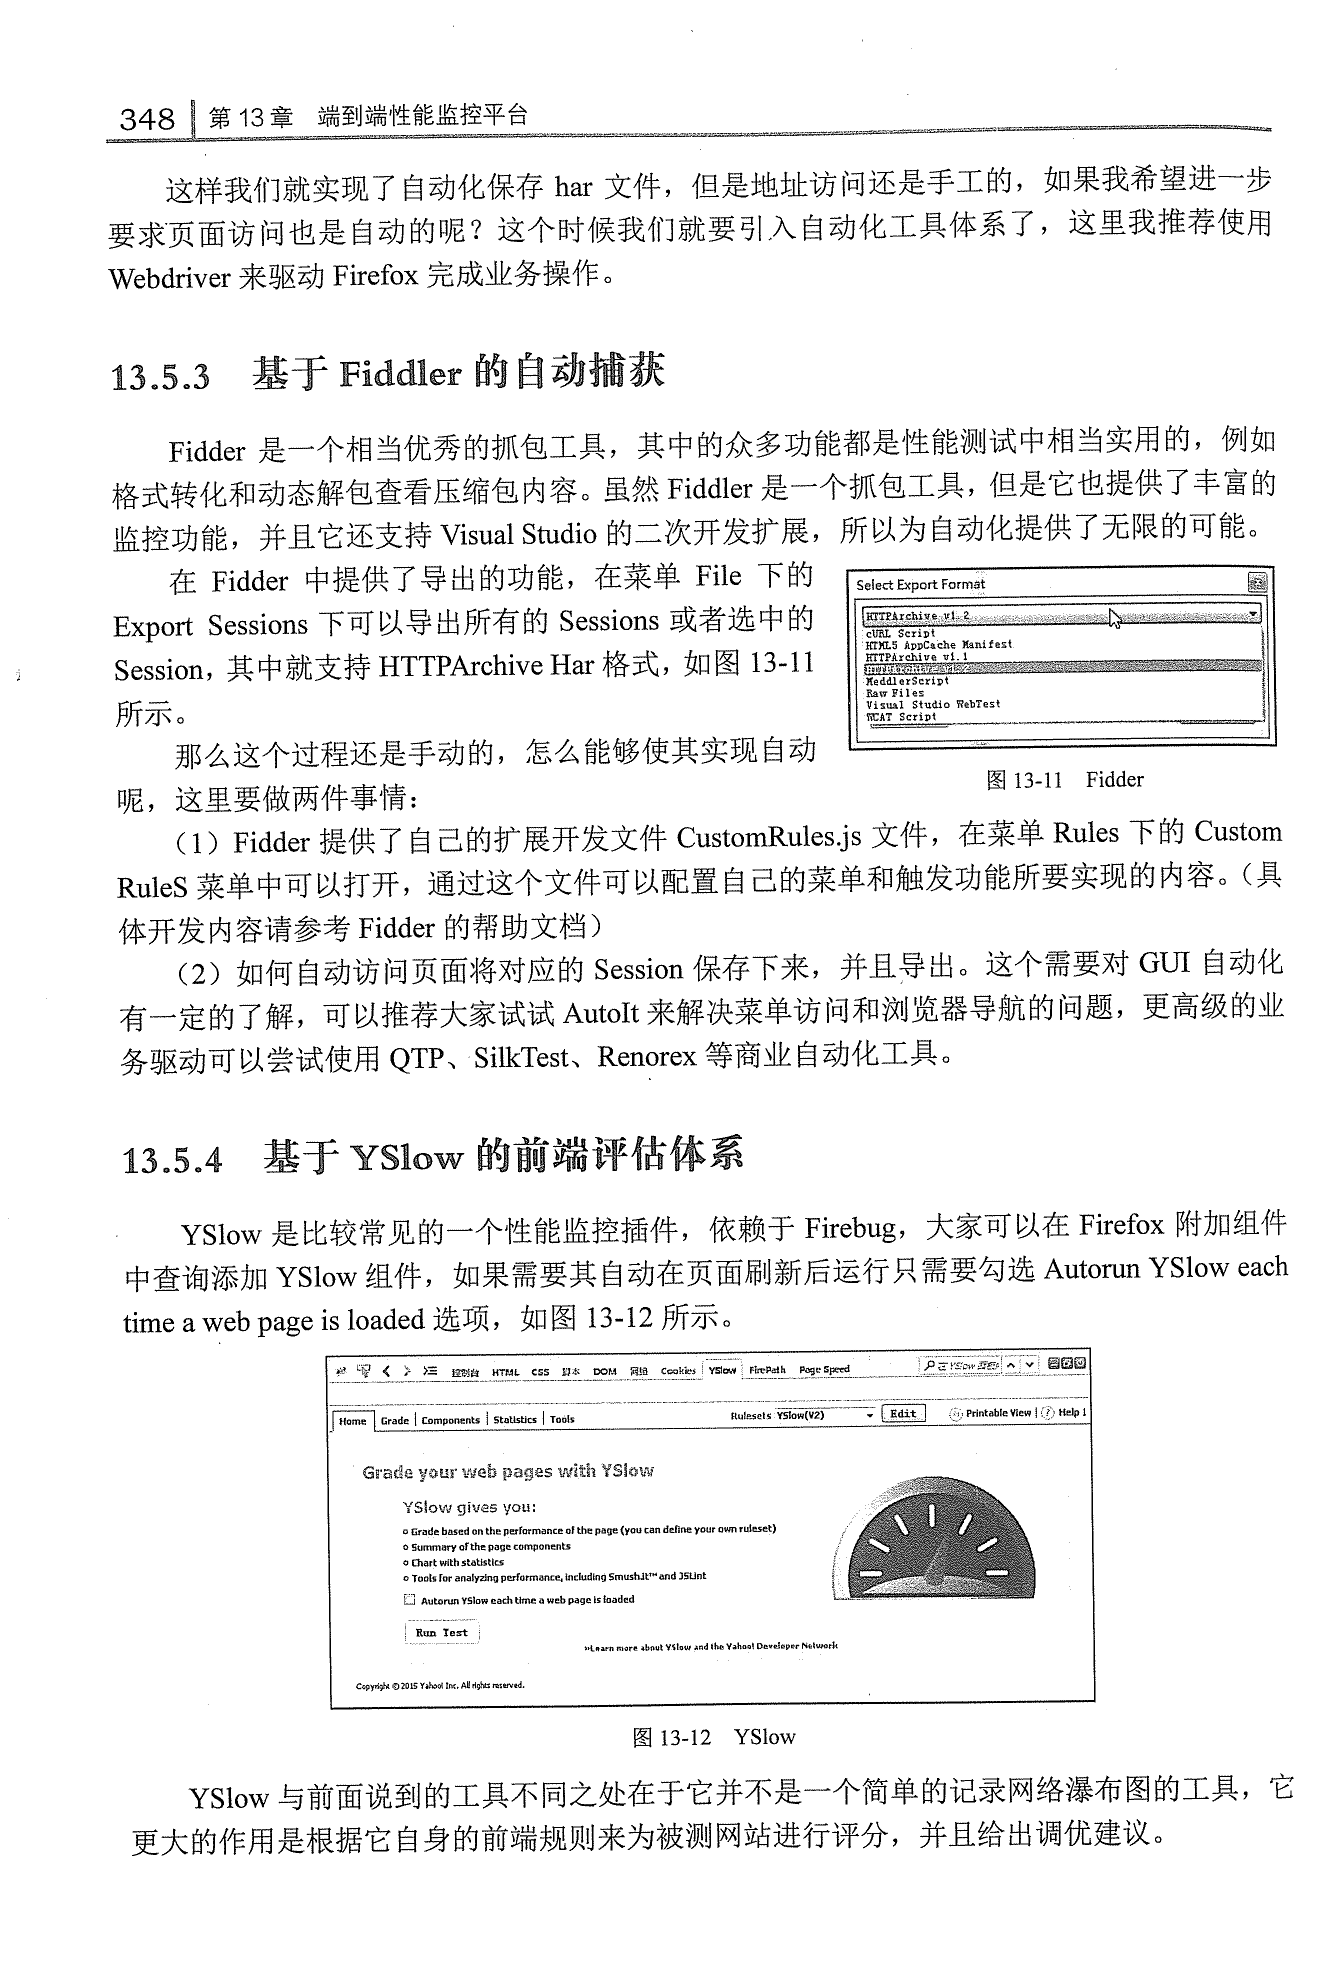 348 第13章 端到端性能监控平台
这样我们就实现了自动化保存 har 文件，但是地址访问还是手工的，如果我希望进一步
要求页面访问也是自动的呢？这个时候我们就要引入自动化工具体系了，这里我推荐使用
Webdriver 来驱动 Firefox 完成业务操作。
13.5.3 基于 Fiddler 的自动捕获
Fidder 是一个相当优秀的抓包工具，其中的众多功能都是性能测试中相当实用的，例如
格式转化和动态解包查看压缩包内容。虽然 Fiddler 是一个抓包工具，但是它也提供了丰富的
监控功能，并且它还支持 Visual Studio 的二次开发扩展，所以为自动化提供了无限的可能。
在 Fidder 中提供了导出的功能，在菜单 File 下的
Export Sessions 下可以导出所有的 Sessions 或者选中的
Session，其中就支持 HTTPArchive Har 格式，如图 13-11
所示。
Select Export Format
HTTPArchive v1.2
cURL Script
HTML5 AppCache Manifest
HTTPArchive v1.1
MeddlerScript
Raw Files
Visual Studio WebTest
WCAT Script
图 13-11 Fidder
那么这个过程还是手动的，怎么能够使其实现自动
呢，这里要做两件事情：
（1）Fidder 提供了自己的扩展开发文件 CustomRules.js 文件，在菜单 Rules 下的 Custom
RuleS 菜单中可以打开，通过这个文件可以配置自己的菜单和触发功能所要实现的内容。（具
体开发内容请参考 Fidder 的帮助文档）
（2）如何自动访问页面将对应的 Session 保存下来，并且导出。这个需要对 GUI 自动化
有一定的了解，可以推荐大家试试 AutoIt 来解决菜单访问和浏览器导航的问题，更高级的业
务驱动可以尝试使用 QTP、SilkTest、Renorex 等商业自动化工具。
13.5.4 基于 YSlow 的前端评估体系
YSlow 是比较常见的一个性能监控插件，依赖于 Firebug，大家可以在 Firefox 附加组件
中查询添加 YSlow 组件，如果需要其自动在页面刷新后运行只需要勾选 Autorun YSlow each
time a web page is loaded 选项，如图 13-12 所示。
控制台 HTML CSS 脚本 DOM 网络 Cookies YSlow FirePath Page Speed
Home Grade Components Statistics Tools Rulesets YSlow(V2) Edit Printable View | Help
Grade your web pages with YSlow
YSlow gives you:
Grade based on the performance of the page (you can define your own ruleset)
Summary of the page components
Chart with statistics
Tools for analyzing performance, including Smush.It™ and JSLint
Autorun YSlow each time a web page is loaded
Run Test
»Learn more about YSlow and the Yahoo! Developer Network
Copyright © 2015 Yahoo! Inc. All rights reserved.
图 13-12 YSlow
YSlow 与前面说到的工具不同之处在于它并不是一个简单的记录网络瀑布图的工具，它
更大的作用是根据它自身的前端规则来为被测网站进行评分，并且给出调优建议。